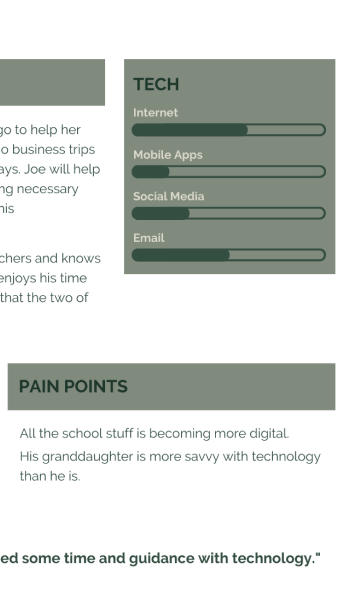 go to help her
o business trips
ays. Joe will help
ng necessary
his
chers and knows
enjoys his time
that the two of
TECH
Internet
Mobile Apps
Social Media
Email
PAIN POINTS
All the school stuff is becoming more digital.
His granddaughter is more savvy with technology
than he is.
ed some time and guidance with technology."